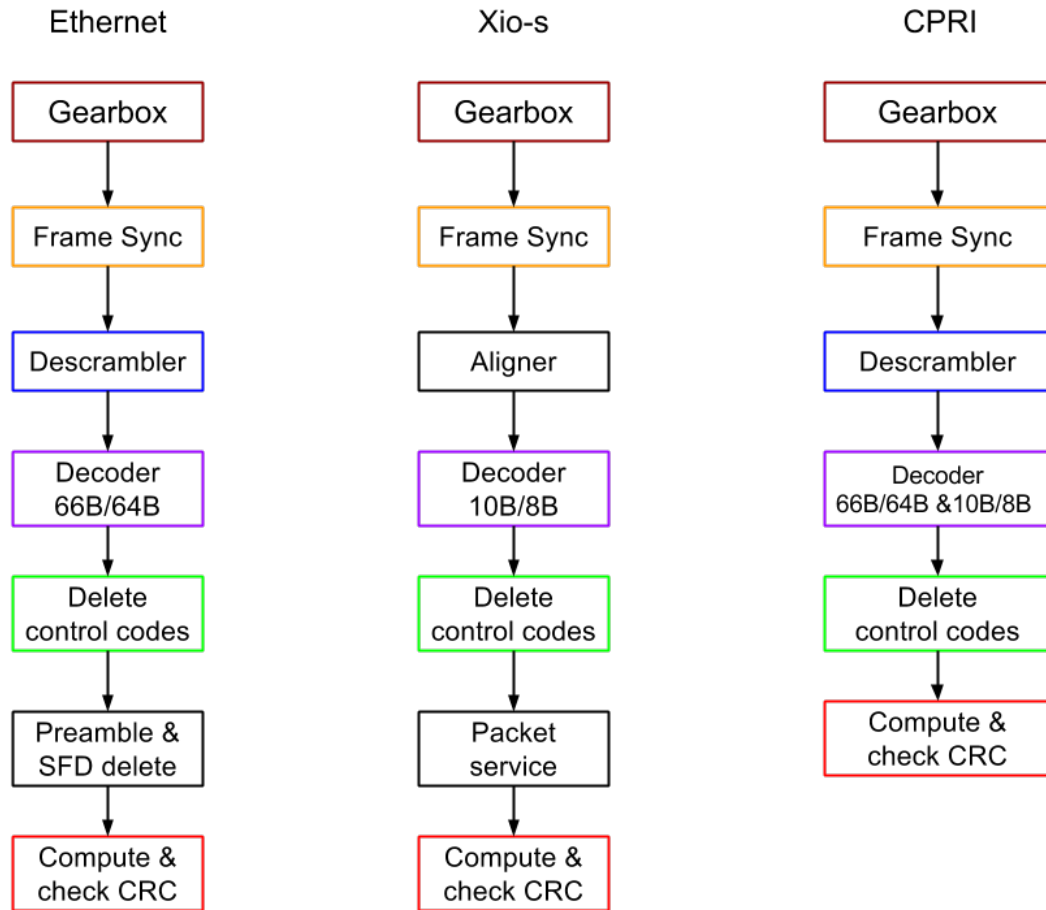 Ethernet
Gearbox
Frame Sync
Descrambler
Decoder
66B/64B
Delete
control codes
Preamble &
SFD delete
Compute &
check CRC
Xio-s
Gearbox
Frame Sync
Aligner
Decoder
10B/8B
Delete
control codes
Packet
service
Compute &
check CRC
CPRI
Gearbox
Frame Sync
Descrambler
Decoder
66B/64B &10B/8B
Delete
control codes
Compute &
check CRC